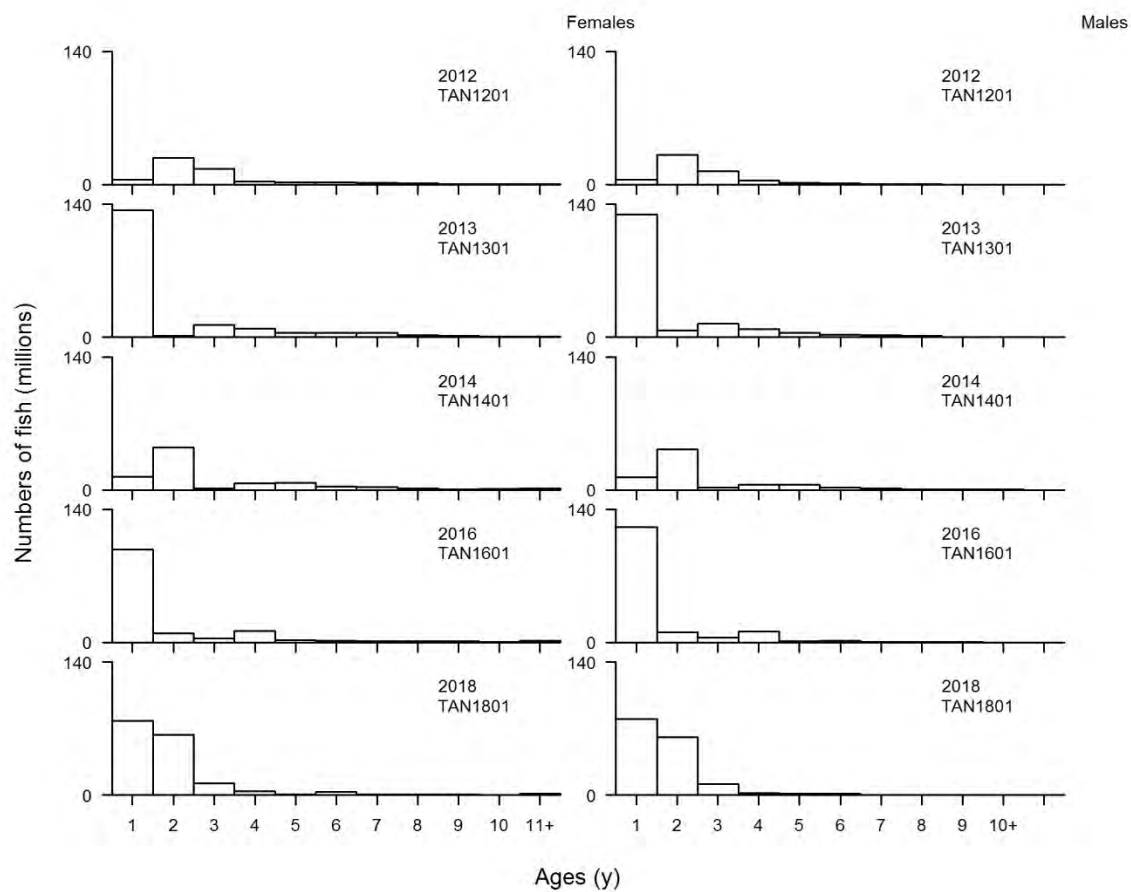 Females Males
140 2012 2012
TAN1201 TAN1201
0 0
140 140
2013 2013
TAN1301 TAN1301
0 0
140 140
2014 2014
TAN1401 TAN1401
0 0
140 140
2016 2016
TAN1601 TAN1601
0 0
140 140
2018 2018
TAN1801 TAN1801
0 0
1 2 3 4 5 6 7 8 9 10 11+ 1 2 3 4 5 6 7 8 9 10+
Numbers of fish (millions)
Ages (y)